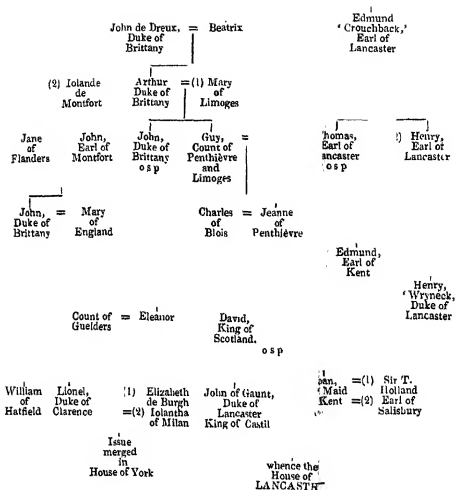 John de Dreux, = Beatrix
Duke of
Brittany
Edmund
'Crouchback,'
Earl of
Lancaster
(2) Iolande
de
Montfort
Arthur =(1) Mary
Duke of of
Brittany Limoges
Jane
of
Flanders
John,
Earl of
Montfort
John,
Duke of
Brittany
o s p
Guy, =
Count of
Penthièvre
and
Limoges
homas,
Earl of
ancaster
o s p
) Henry,
Earl of
Lancaster
John, = Mary
Duke of of
Brittany England
Charles = Jeanne
of of
Blois Penthièvre
Edmund,
Earl of
Kent
Henry,
'Wryneck,
Duke of
Lancaster
Count of = Eleanor
Guelders
David,
King of
Scotland.
o s p
William
of
Hatfield
Lionel,
Duke of
Clarence
(1) Elizabeth
de Burgh
=(2) Iolantha
of Milan
John of Gaunt,
Duke of
Lancaster
King of Castil
an, =(1) Sir T.
Maid Holland
Kent =(2) Earl of
Salisbury
Issue
merged
in
House of York
whence the
House of
LANCASTR